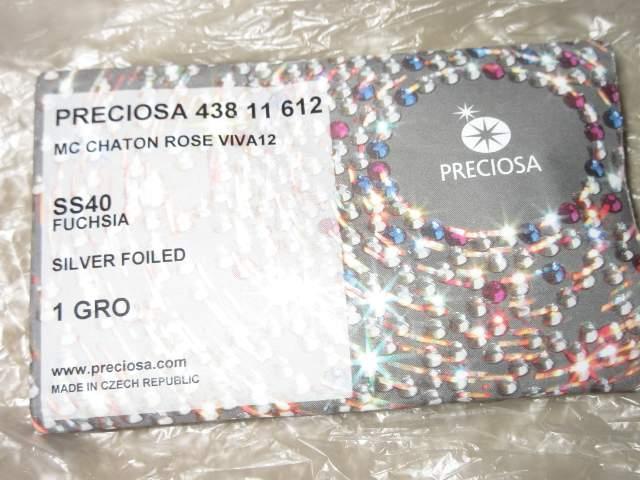 PRECIOSA 438 11 612
MC CHATON ROSE VIVA12
SS40
FUCHSIA
SILVER FOILED
1 GRO
www.preciosa.com
MADE IN CZECH REPUBLIC
PRECIOSA